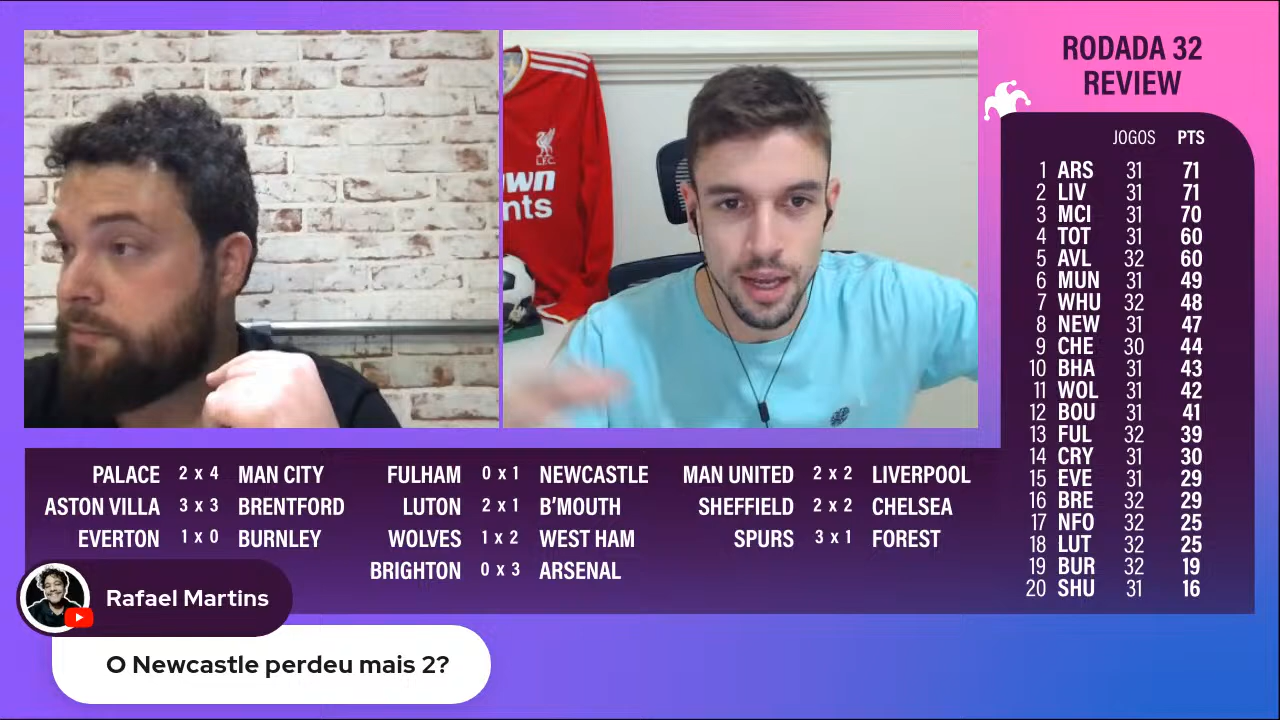 RODADA 32
REVIEW
L.F.C.
wn
nts
JOGOS PTS
1 ARS 31 71
2 LIV 31 71
3 MCI 31 70
4 TOT 31 60
5 AVL 32 60
6 MUN 31 49
7 WHU 32 48
8 NEW 31 47
9 CHE 30 44
10 BHA 31 43
11 WOL 31 42
12 BOU 31 41
13 FUL 32 39
14 CRY 31 30
15 EVE 31 29
16 BRE 32 29
17 NFO 32 25
18 LUT 32 25
19 BUR 32 19
20 SHU 31 16
PALACE 2 x 4 MAN CITY
ASTON VILLA 3 x 3 BRENTFORD
EVERTON 1 x 0 BURNLEY
FULHAM 0 x 1 NEWCASTLE
LUTON 2 x 1 B'MOUTH
WOLVES 1 x 2 WEST HAM
BRIGHTON 0 x 3 ARSENAL
MAN UNITED 2 x 2 LIVERPOOL
SHEFFIELD 2 x 2 CHELSEA
SPURS 3 x 1 FOREST
Rafael Martins
O Newcastle perdeu mais 2?